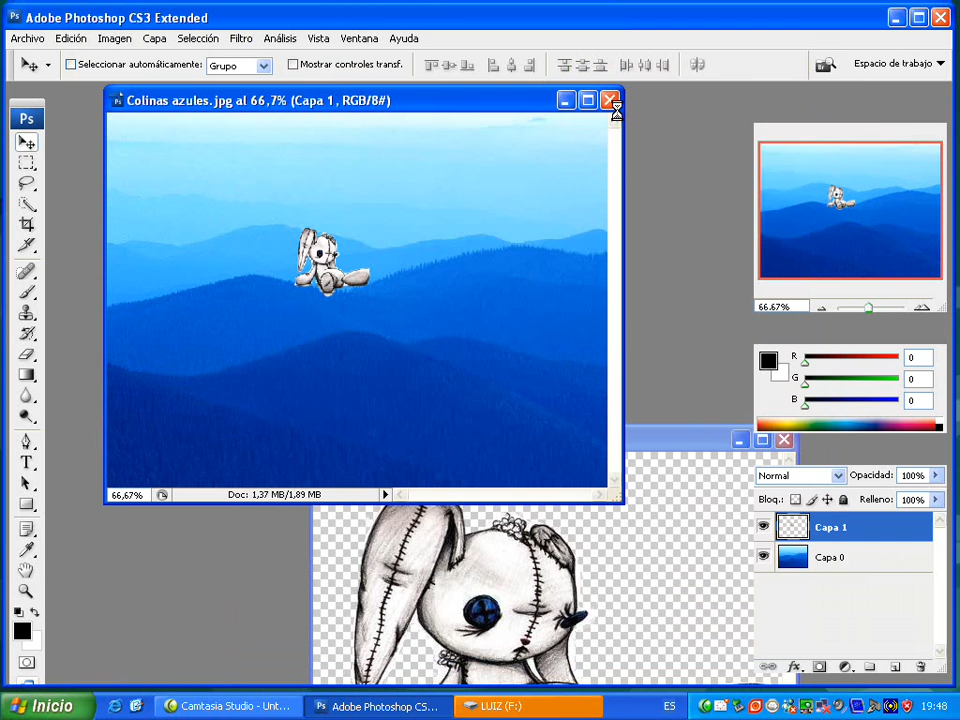 Adobe Photoshop CS3 Extended
Archivo Edición Imagen Capa Selección Filtro Análisis Vista Ventana Ayuda
Seleccionar automáticamente: Grupo Mostrar controles transf. Espacio de trabajo
Ps
Colinas azules.jpg al 66,7% (Capa 1, RGB/8#)
66.67%
R 0
G 0
B 0
Normal Opacidad: 100%
Bloq.: Relleno: 100%
Capa 1
Capa 0
66,67% Doc: 1,37 MB/1,89 MB
Inicio Camtasia Studio - Unt... Adobe Photoshop CS... LUIZ (F:) ES 19:48